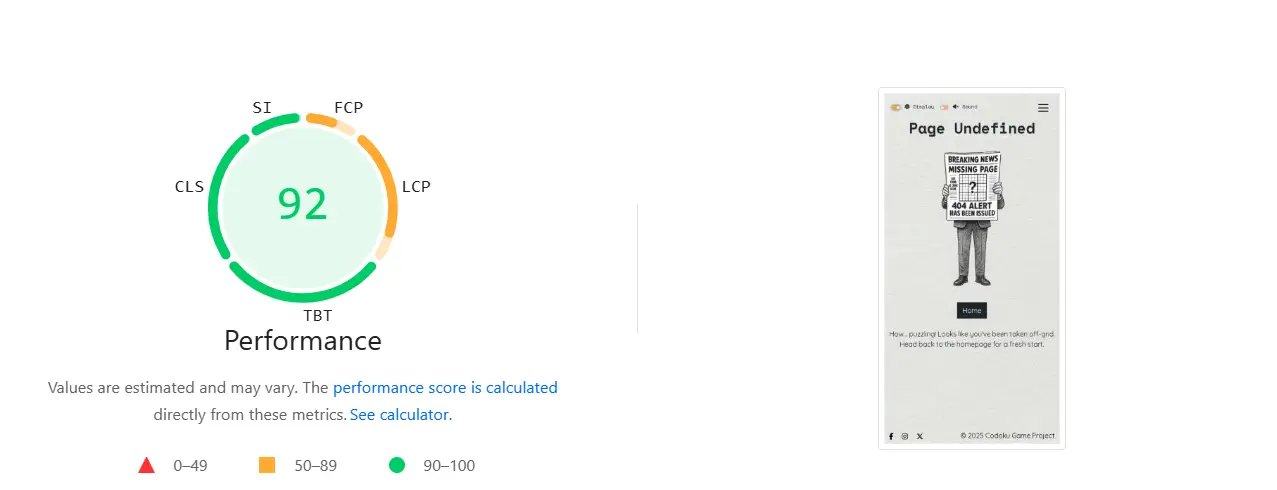 SI
FCP
CLS
92
LCP
TBT
Performance
Values are estimated and may vary. The performance score is calculated
directly from these metrics. See calculator.
0–49
50–89
90–100
Display
Sound
Page Undefined
BREAKING NEWS
MISSING PAGE
?
404 ALERT
HAS BEEN ISSUED
Home
How... puzzling! Looks like you've been taken off-grid.
Head back to the homepage for a fresh start.
© 2025 Codoku Game Project